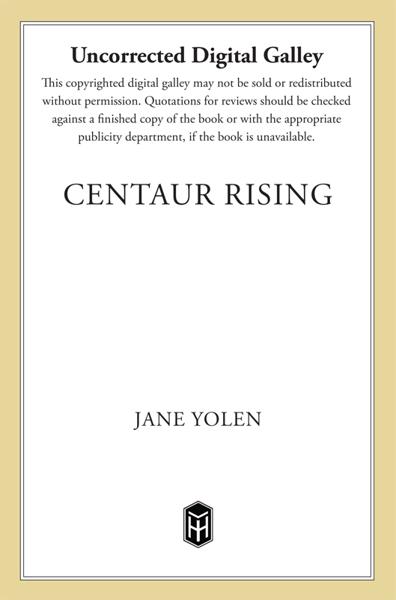 Uncorrected Digital Galley
This copyrighted digital galley may not be sold or redistributed
without permission. Quotations for reviews should be checked
against a finished copy of the book or with the appropriate
publicity department, if the book is unavailable.
CENTAUR RISING
JANE YOLEN